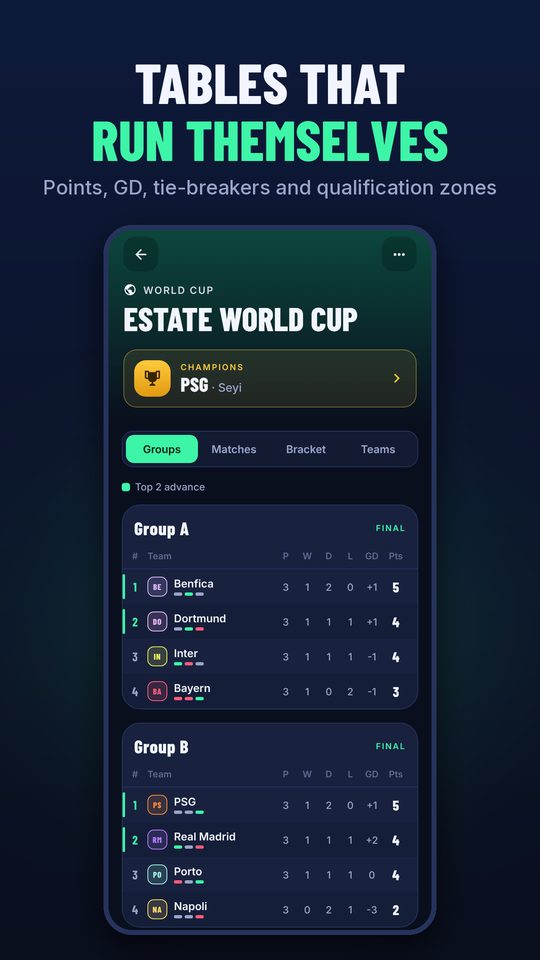 TABLES THAT
RUN THEMSELVES
Points, GD, tie-breakers and qualification zones
WORLD CUP
ESTATE WORLD CUP
CHAMPIONS
PSG · Seyi
Groups Matches Bracket Teams
Top 2 advance
Group A FINAL
# Team P W D L GD Pts
1 BE Benfica 3 1 2 0 +1 5
2 DO Dortmund 3 1 1 1 +1 4
3 IN Inter 3 1 1 1 -1 4
4 BA Bayern 3 1 0 2 -1 3
Group B FINAL
# Team P W D L GD Pts
1 PS PSG 3 1 2 0 +1 5
2 RM Real Madrid 3 1 1 1 +2 4
3 PO Porto 3 1 1 1 0 4
4 NA Napoli 3 0 2 1 -3 2